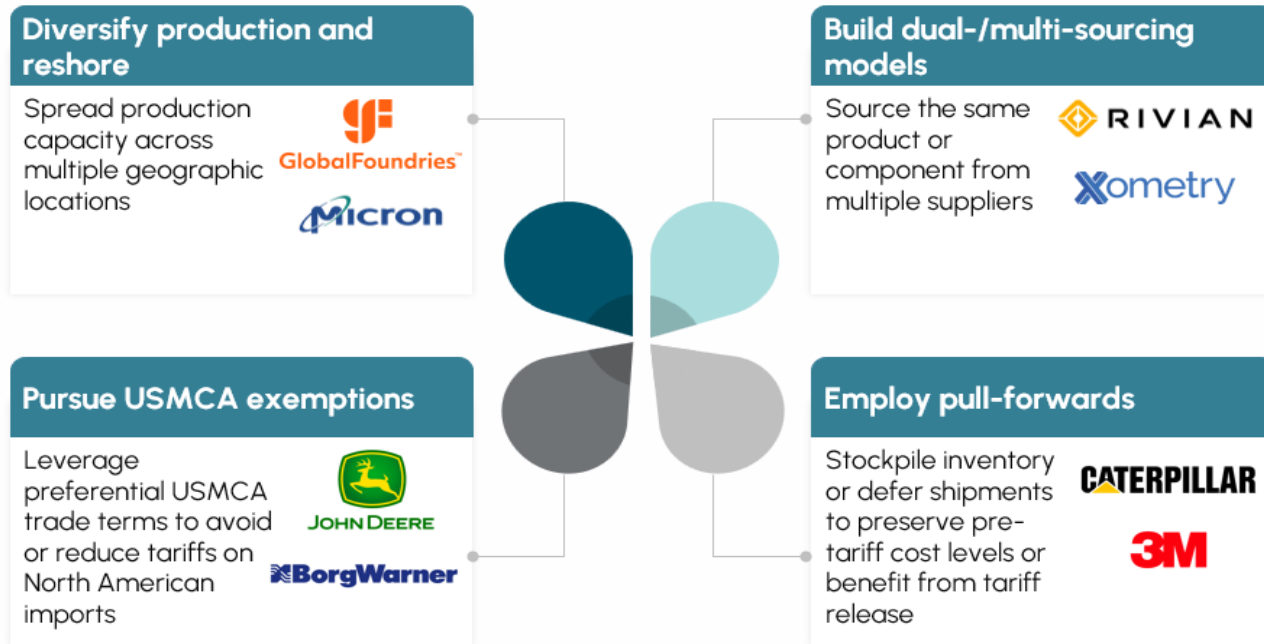 Diversify production and
reshore
Spread production
capacity across
multiple geographic
locations
GF
GlobalFoundries™
Micron
Build dual-/multi-sourcing
models
Source the same
product or
component from
multiple suppliers
RIVIAN
Xometry
Pursue USMCA exemptions
Leverage
preferential USMCA
trade terms to avoid
or reduce tariffs on
North American
imports
JOHN DEERE
BorgWarner
Employ pull-forwards
Stockpile inventory
or defer shipments
to preserve pre-
tariff cost levels or
benefit from tariff
release
CATERPILLAR
3M